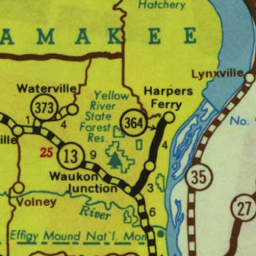 Hatchery
AMAKEE
Lynxville
Waterville
Yellow
River
State
Forest
Res.
Harpers
Ferry
373
364
1
4
No.
ille
25
13
9
Waukon
Junction
3
35
Volney
River
6
27
Effigy Mound Nat'l. Mon